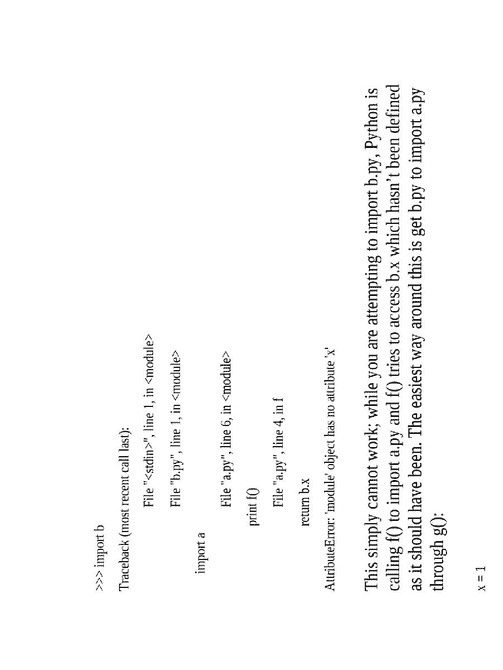 >>> import b
Traceback (most recent call last):
File "<stdin>", line 1, in <module>
File "b.py", line 1, in <module>
import a
File "a.py", line 6, in <module>
print f()
File "a.py", line 4, in f
return b.x
AttributeError: 'module' object has no attribute 'x'
This simply cannot work; while you are attempting to import b.py, Python is
calling f() to import a.py and f() tries to access b.x which hasn't been defined
as it should have been. The easiest way around this is get b.py to import a.py
through g():
x = 1